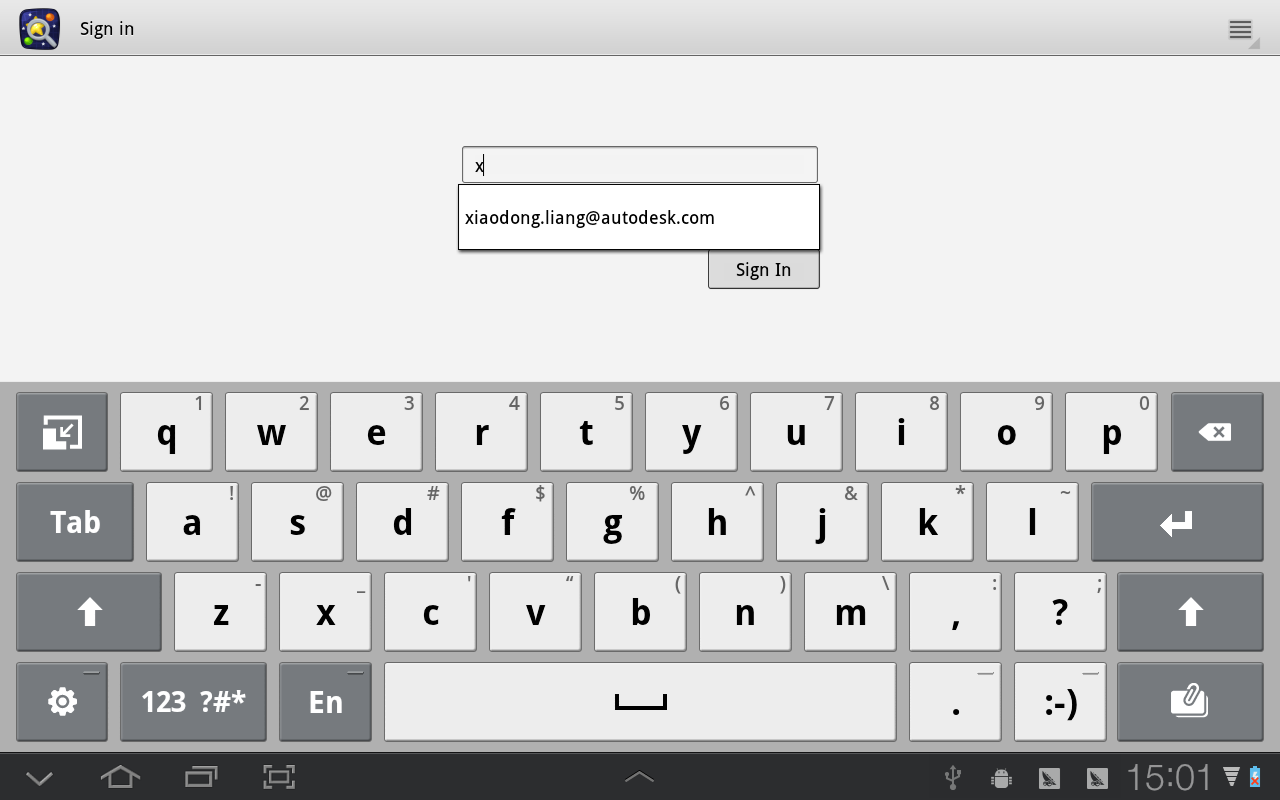 Sign in
x
xiaodong.liang@autodesk.com
Sign In
1 2 3 4 5 6 7 8 9 0
q w e r t y u i o p
! @ # $ % ^ & * ~
Tab a s d f g h j k l
- _ ' “ ( ) \ : ;
z x c v b n m , ?
123 ?#* En . :-)
15:01